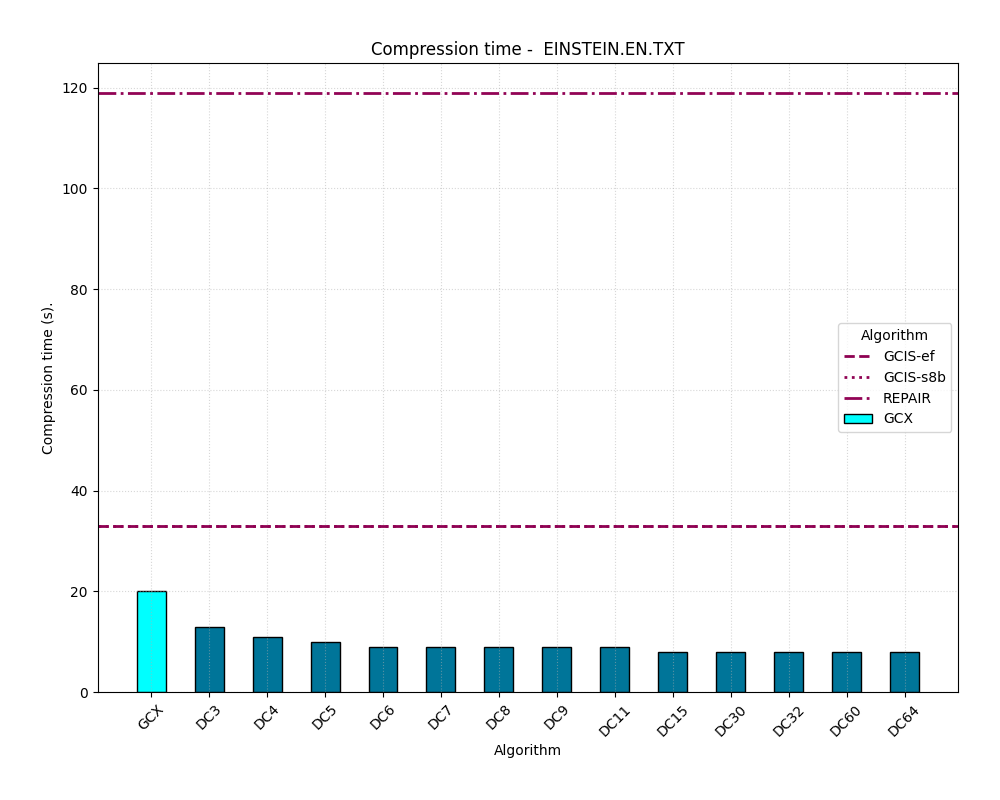 Compression time -  EINSTEIN.EN.TXT
120
100
80
60
40
20
0
Compression time (s).
Algorithm
GCIS-ef
GCIS-s8b
REPAIR
GCX
GCX
DC3
DC4
DC5
DC6
DC7
DC8
DC9
DC11
DC15
DC30
DC32
DC60
DC64
Algorithm